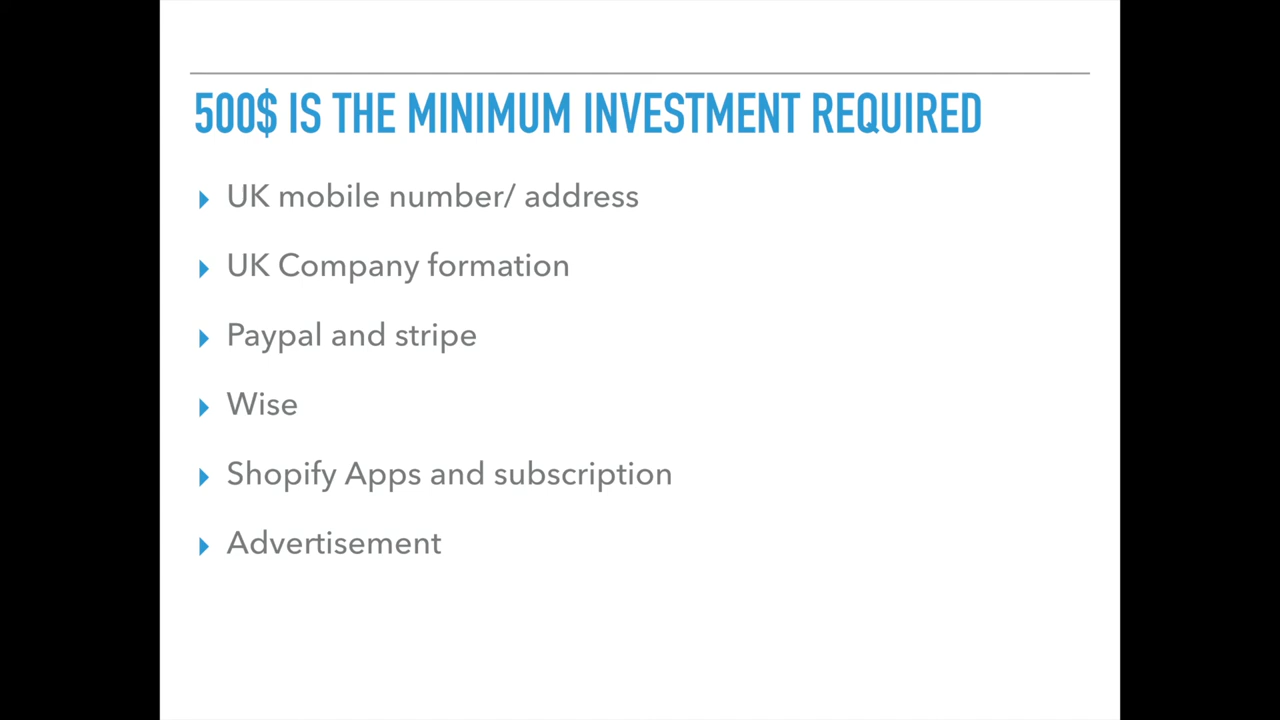 500$ IS THE MINIMUM INVESTMENT REQUIRED
UK mobile number/ address
UK Company formation
Paypal and stripe
Wise
Shopify Apps and subscription
Advertisement